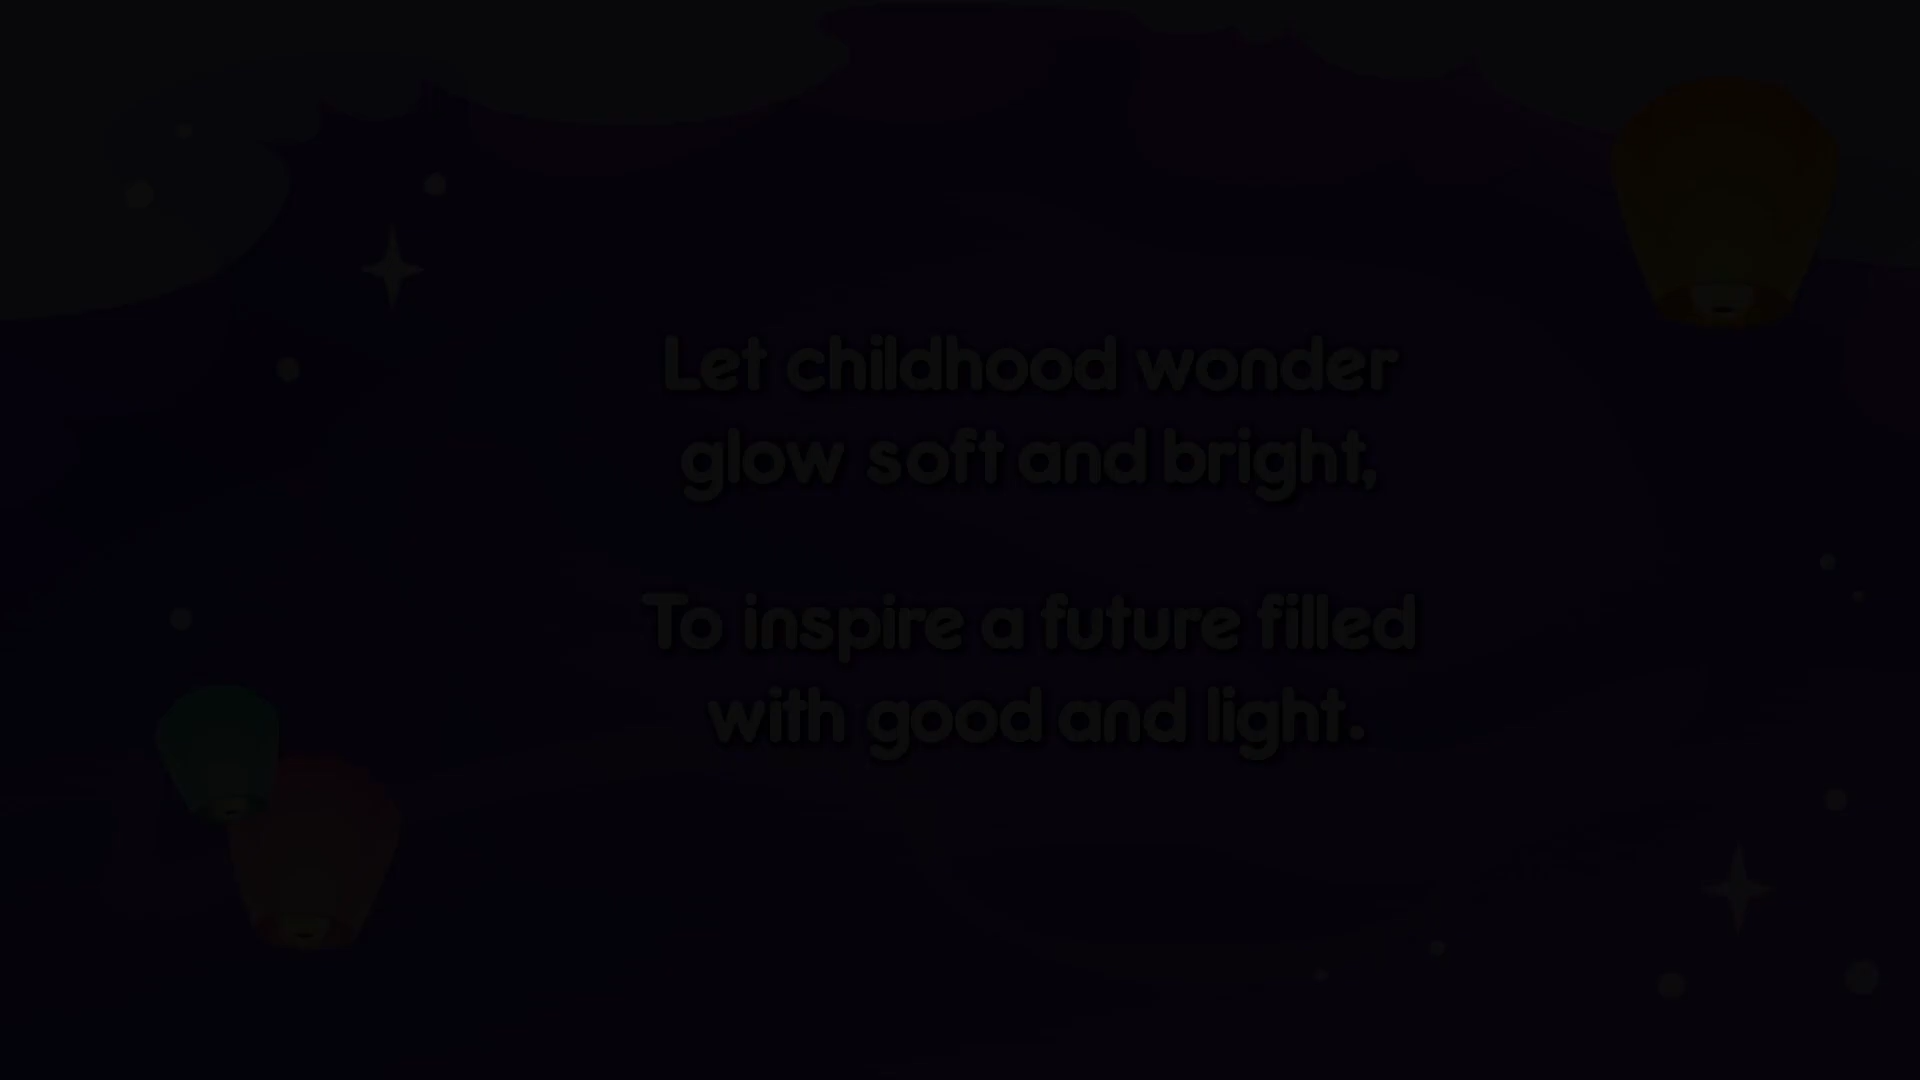 Let childhood wonder
glow soft and bright,
To inspire a future filled
with good and light.